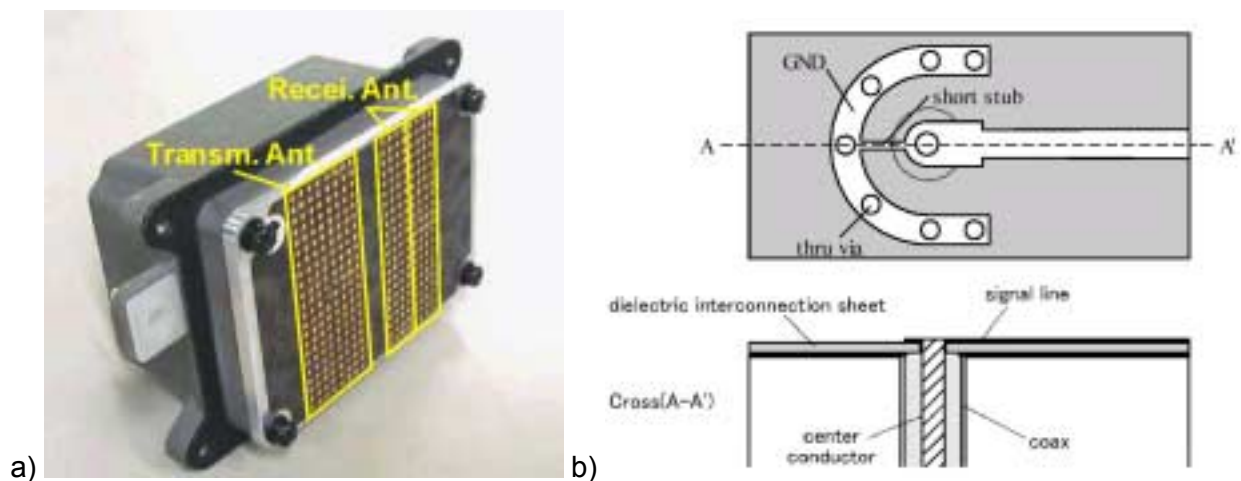 Recei. Ant.
Transm. Ant
a)
GND
short stub
A
A'
thru via
dielectric interconnection sheet
signal line
Cross(A-A')
center
conductor
coax
b)